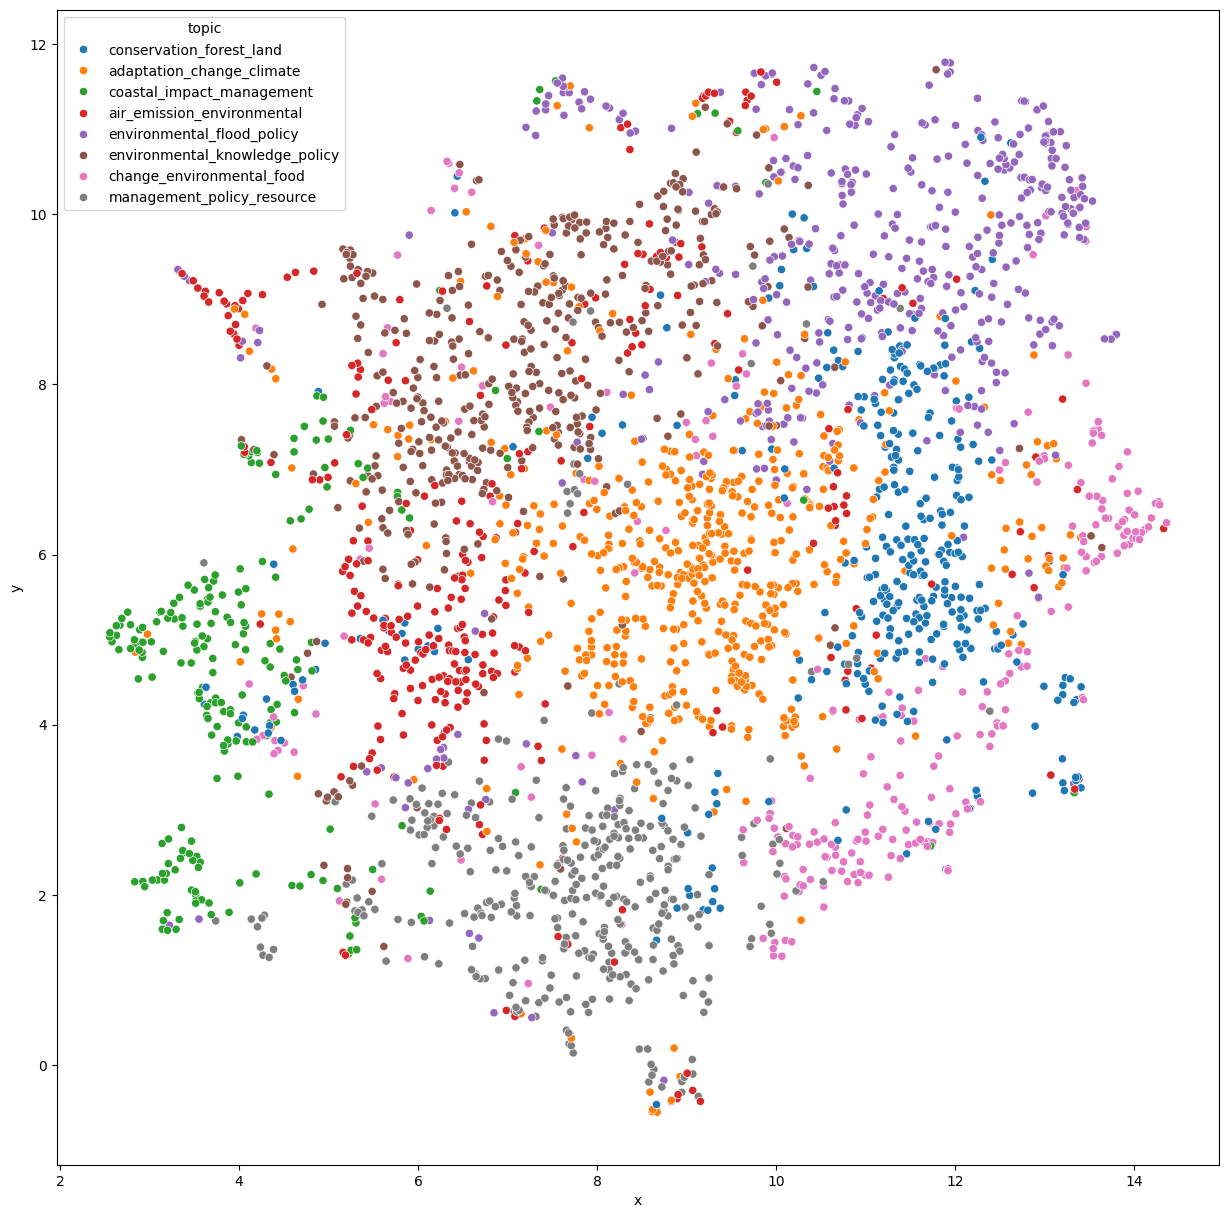 topic
conservation_forest_land
adaptation_change_climate
coastal_impact_management
air_emission_environmental
environmental_flood_policy
environmental_knowledge_policy
change_environmental_food
management_policy_resource
12
10
8
6
4
2
0
y
2 4 6 8 10 12 14
x